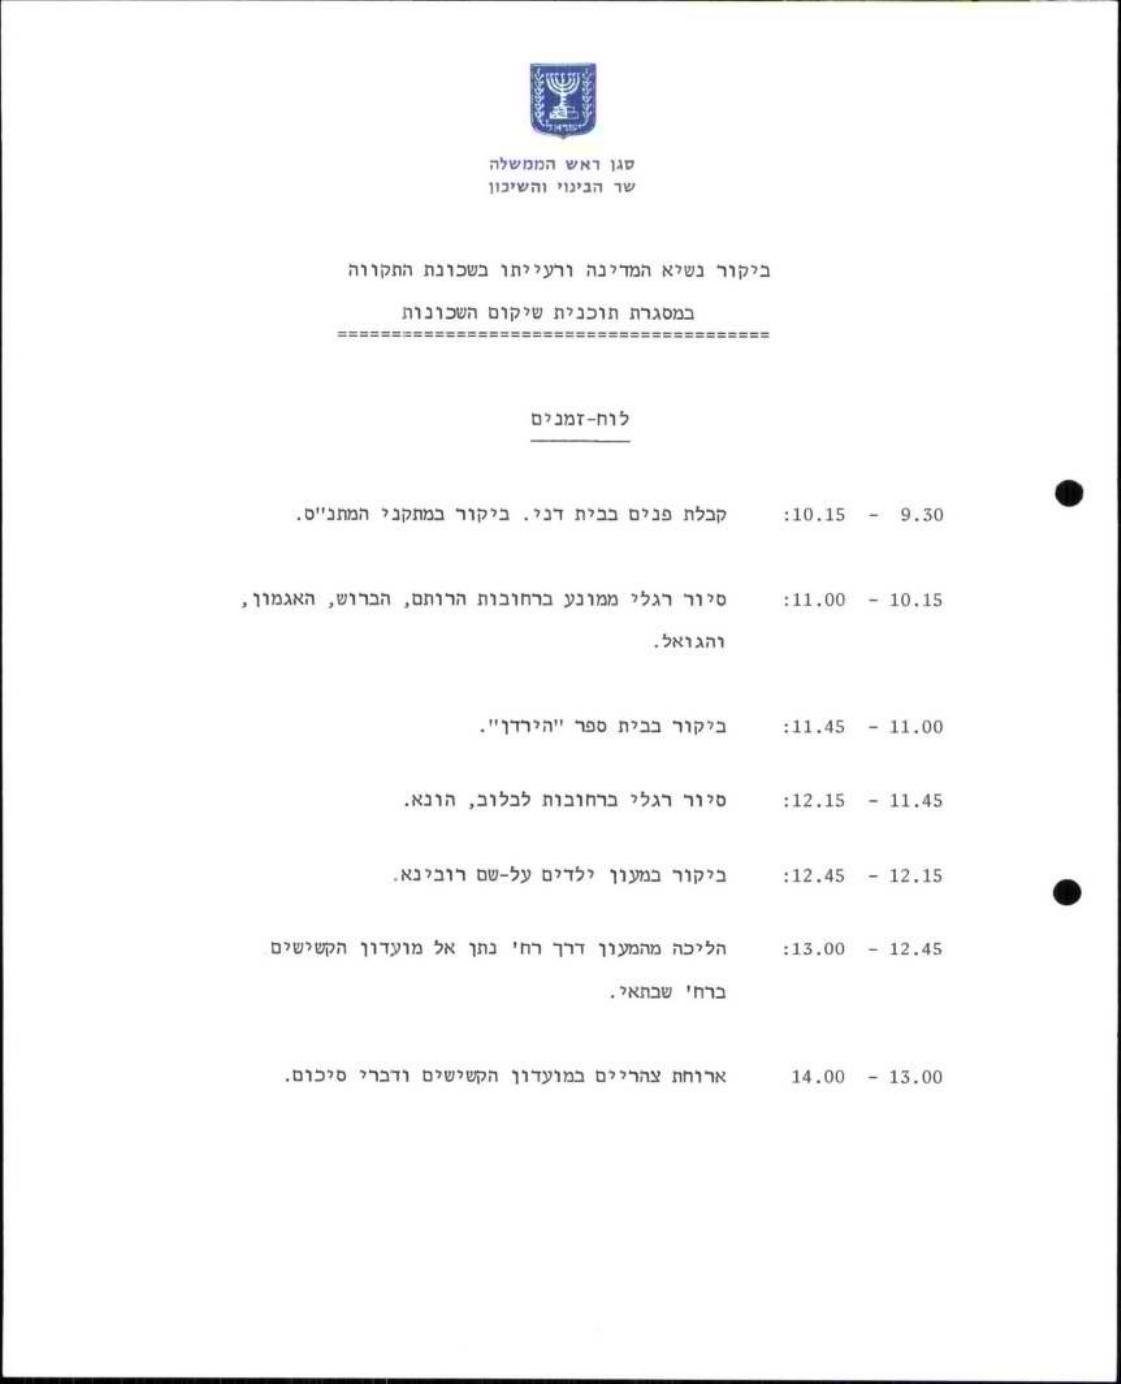 סגן ראש הממשלה
שר הבינוי והשיכון
ביקור נשיא המדינה ורעייתו בשכונת התקווה
במסגרת תוכנית שיקום השכונות
========================================
לוח-זמנים
9.30 - 10.15: קבלת פנים בבית דני. ביקור במתקני המתנ"ס.
10.15 - 11.00: סיור רגלי ממונע ברחובות הרותם, הברוש, האגמון,
והגואל.
11.00 - 11.45: ביקור בבית ספר "הירדן".
11.45 - 12.15: סיור רגלי ברחובות לבלוב, הונא.
12.15 - 12.45: ביקור במעון ילדים על-שם רובינא.
12.45 - 13.00: הליכה מהמעון דרך רח' נתן אל מועדון הקשישים
ברח' שבתאי.
13.00 - 14.00 ארוחת צהריים במועדון הקשישים ודברי סיכום.